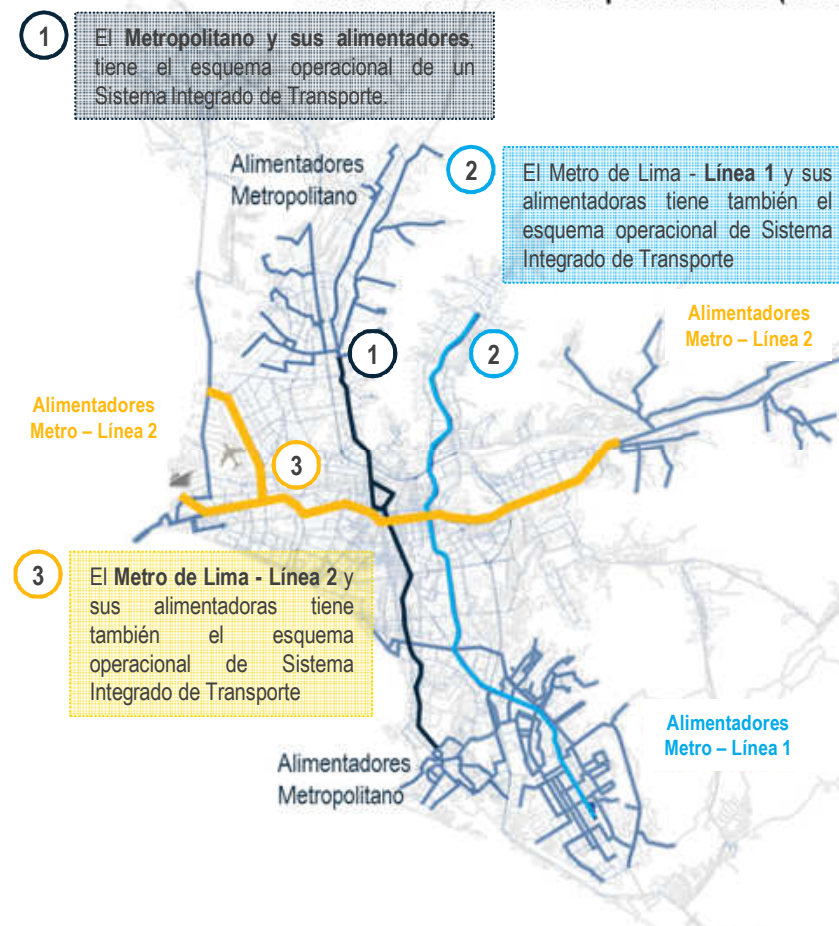 1
El Metropolitano y sus alimentadores,
tiene el esquema operacional de un
Sistema Integrado de Transporte.
Alimentadores
Metropolitano
2
El Metro de Lima - Línea 1 y sus
alimentadoras tiene también el
esquema operacional de Sistema
Integrado de Transporte
Alimentadores
Metro – Línea 2
1
2
Alimentadores
Metro – Línea 2
3
3
El Metro de Lima - Línea 2 y
sus alimentadoras tiene
también el esquema
operacional de Sistema
Integrado de Transporte
Alimentadores
Metro – Línea 1
Alimentadores
Metropolitano